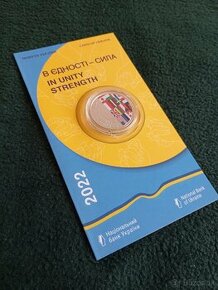 В ЄДНОСТІ – СИЛА
IN UNITY
STRENGTH
2022
Національний
банк України
National Bank
of Ukraine